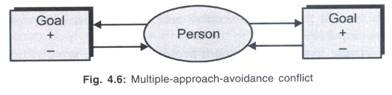 Goal
+
–
Person
Goal
+
–
Fig. 4.6: Multiple-approach-avoidance conflict